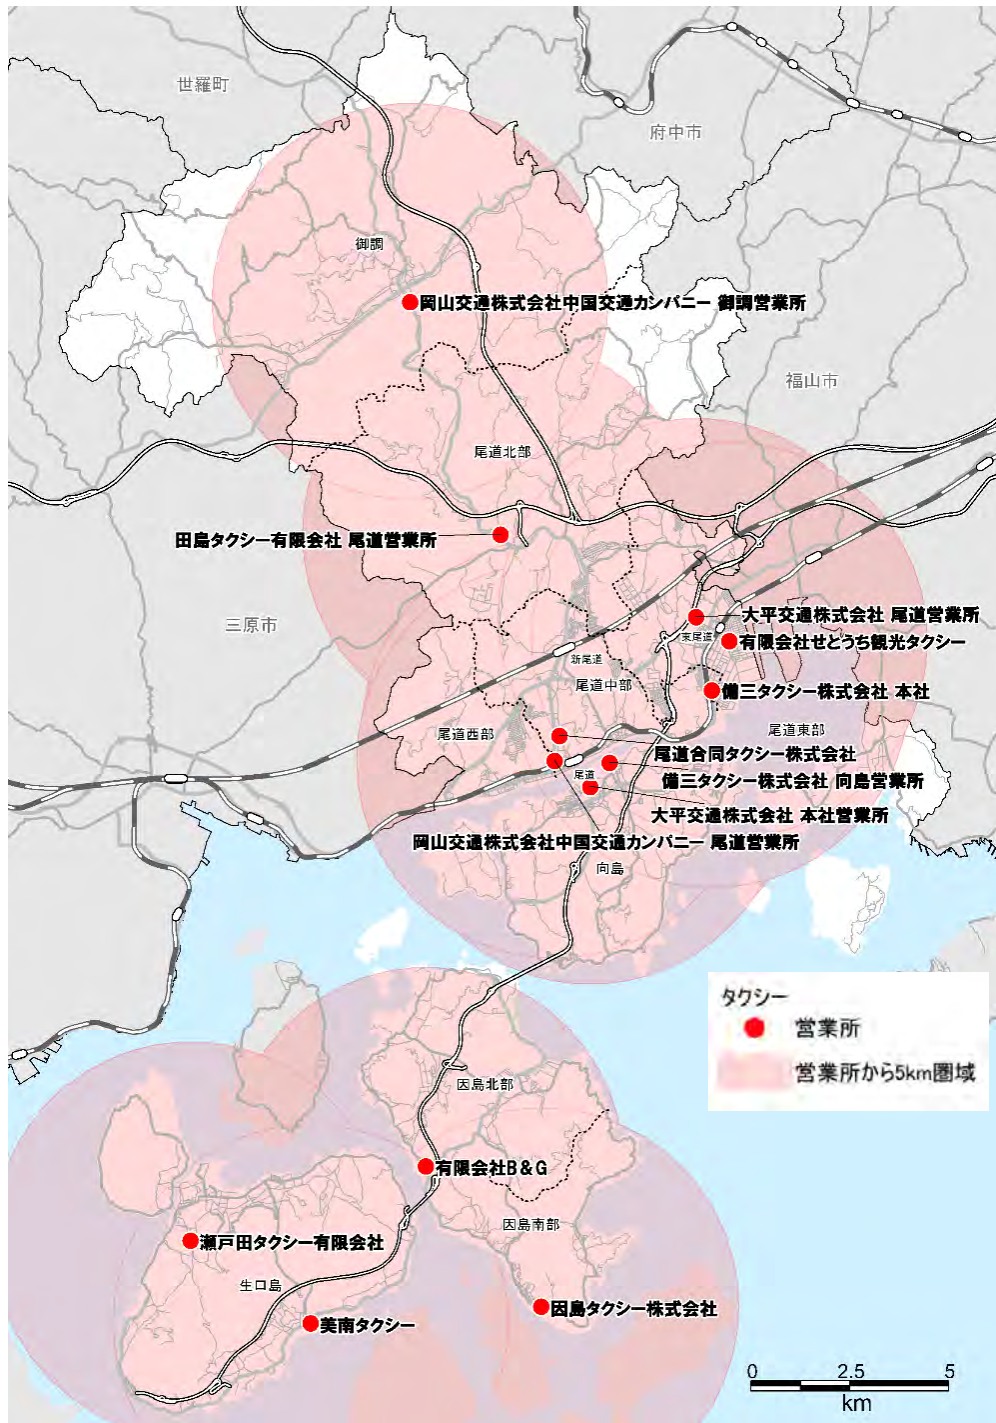 世羅町
府中市
御調
岡山交通株式会社中国交通カンパニー 御調営業所
福山市
尾道北部
田島タクシー有限会社 尾道営業所
三原市
大平交通株式会社 尾道営業所
東尾道
有限会社せとうち観光タクシー
新尾道
尾道中部
備三タクシー株式会社 本社
尾道西部
尾道東部
尾道合同タクシー株式会社
尾道
備三タクシー株式会社 向島営業所
大平交通株式会社 本社営業所
岡山交通株式会社中国交通カンパニー 尾道営業所
向島
タクシー
営業所
営業所から5km圏域
因島北部
有限会社B&G
因島南部
瀬戸田タクシー有限会社
生口島
因島タクシー株式会社
美南タクシー
0 2.5 5
km